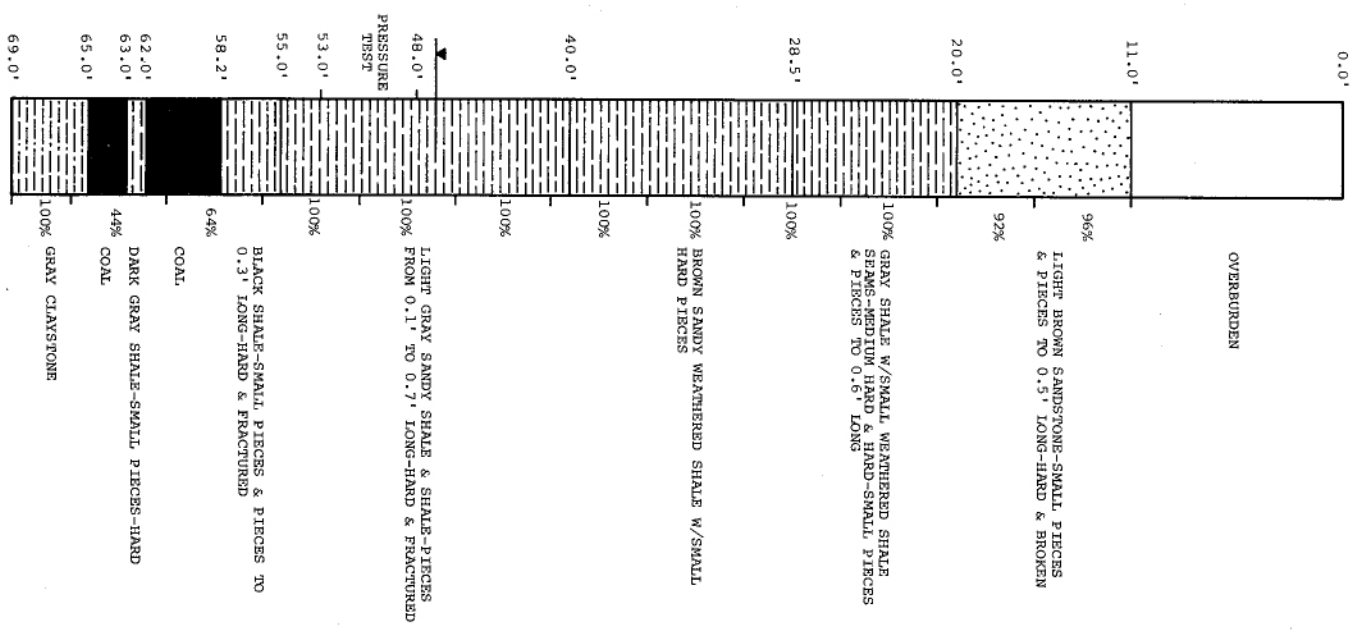 0.0'
11.0'
20.0'
28.5'
40.0'
48.0'
PRESSURE
TEST
53.0'
55.0'
58.2'
62.0'
63.0'
65.0'
69.0'
96%
92%
100%
100%
100%
100%
100%
100%
100%
64%
44%
100%
OVERBURDEN
LIGHT BROWN SANDSTONE-SMALL PIECES
& PIECES TO 0.5' LONG-HARD & BROKEN
GRAY SHALE W/SMALL WEATHERED SHALE
SEAMS-MEDIUM HARD & HARD-SMALL PIECES
& PIECES TO 0.6' LONG
BROWN SANDY WEATHERED SHALE W/SMALL
HARD PIECES
LIGHT GRAY SANDY SHALE & SHALE-PIECES
FROM 0.1' TO 0.7' LONG-HARD & FRACTURED
BLACK SHALE-SMALL PIECES & PIECES TO
0.3' LONG-HARD & FRACTURED
COAL
DARK GRAY SHALE-SMALL PIECES-HARD
COAL
GRAY CLAYSTONE